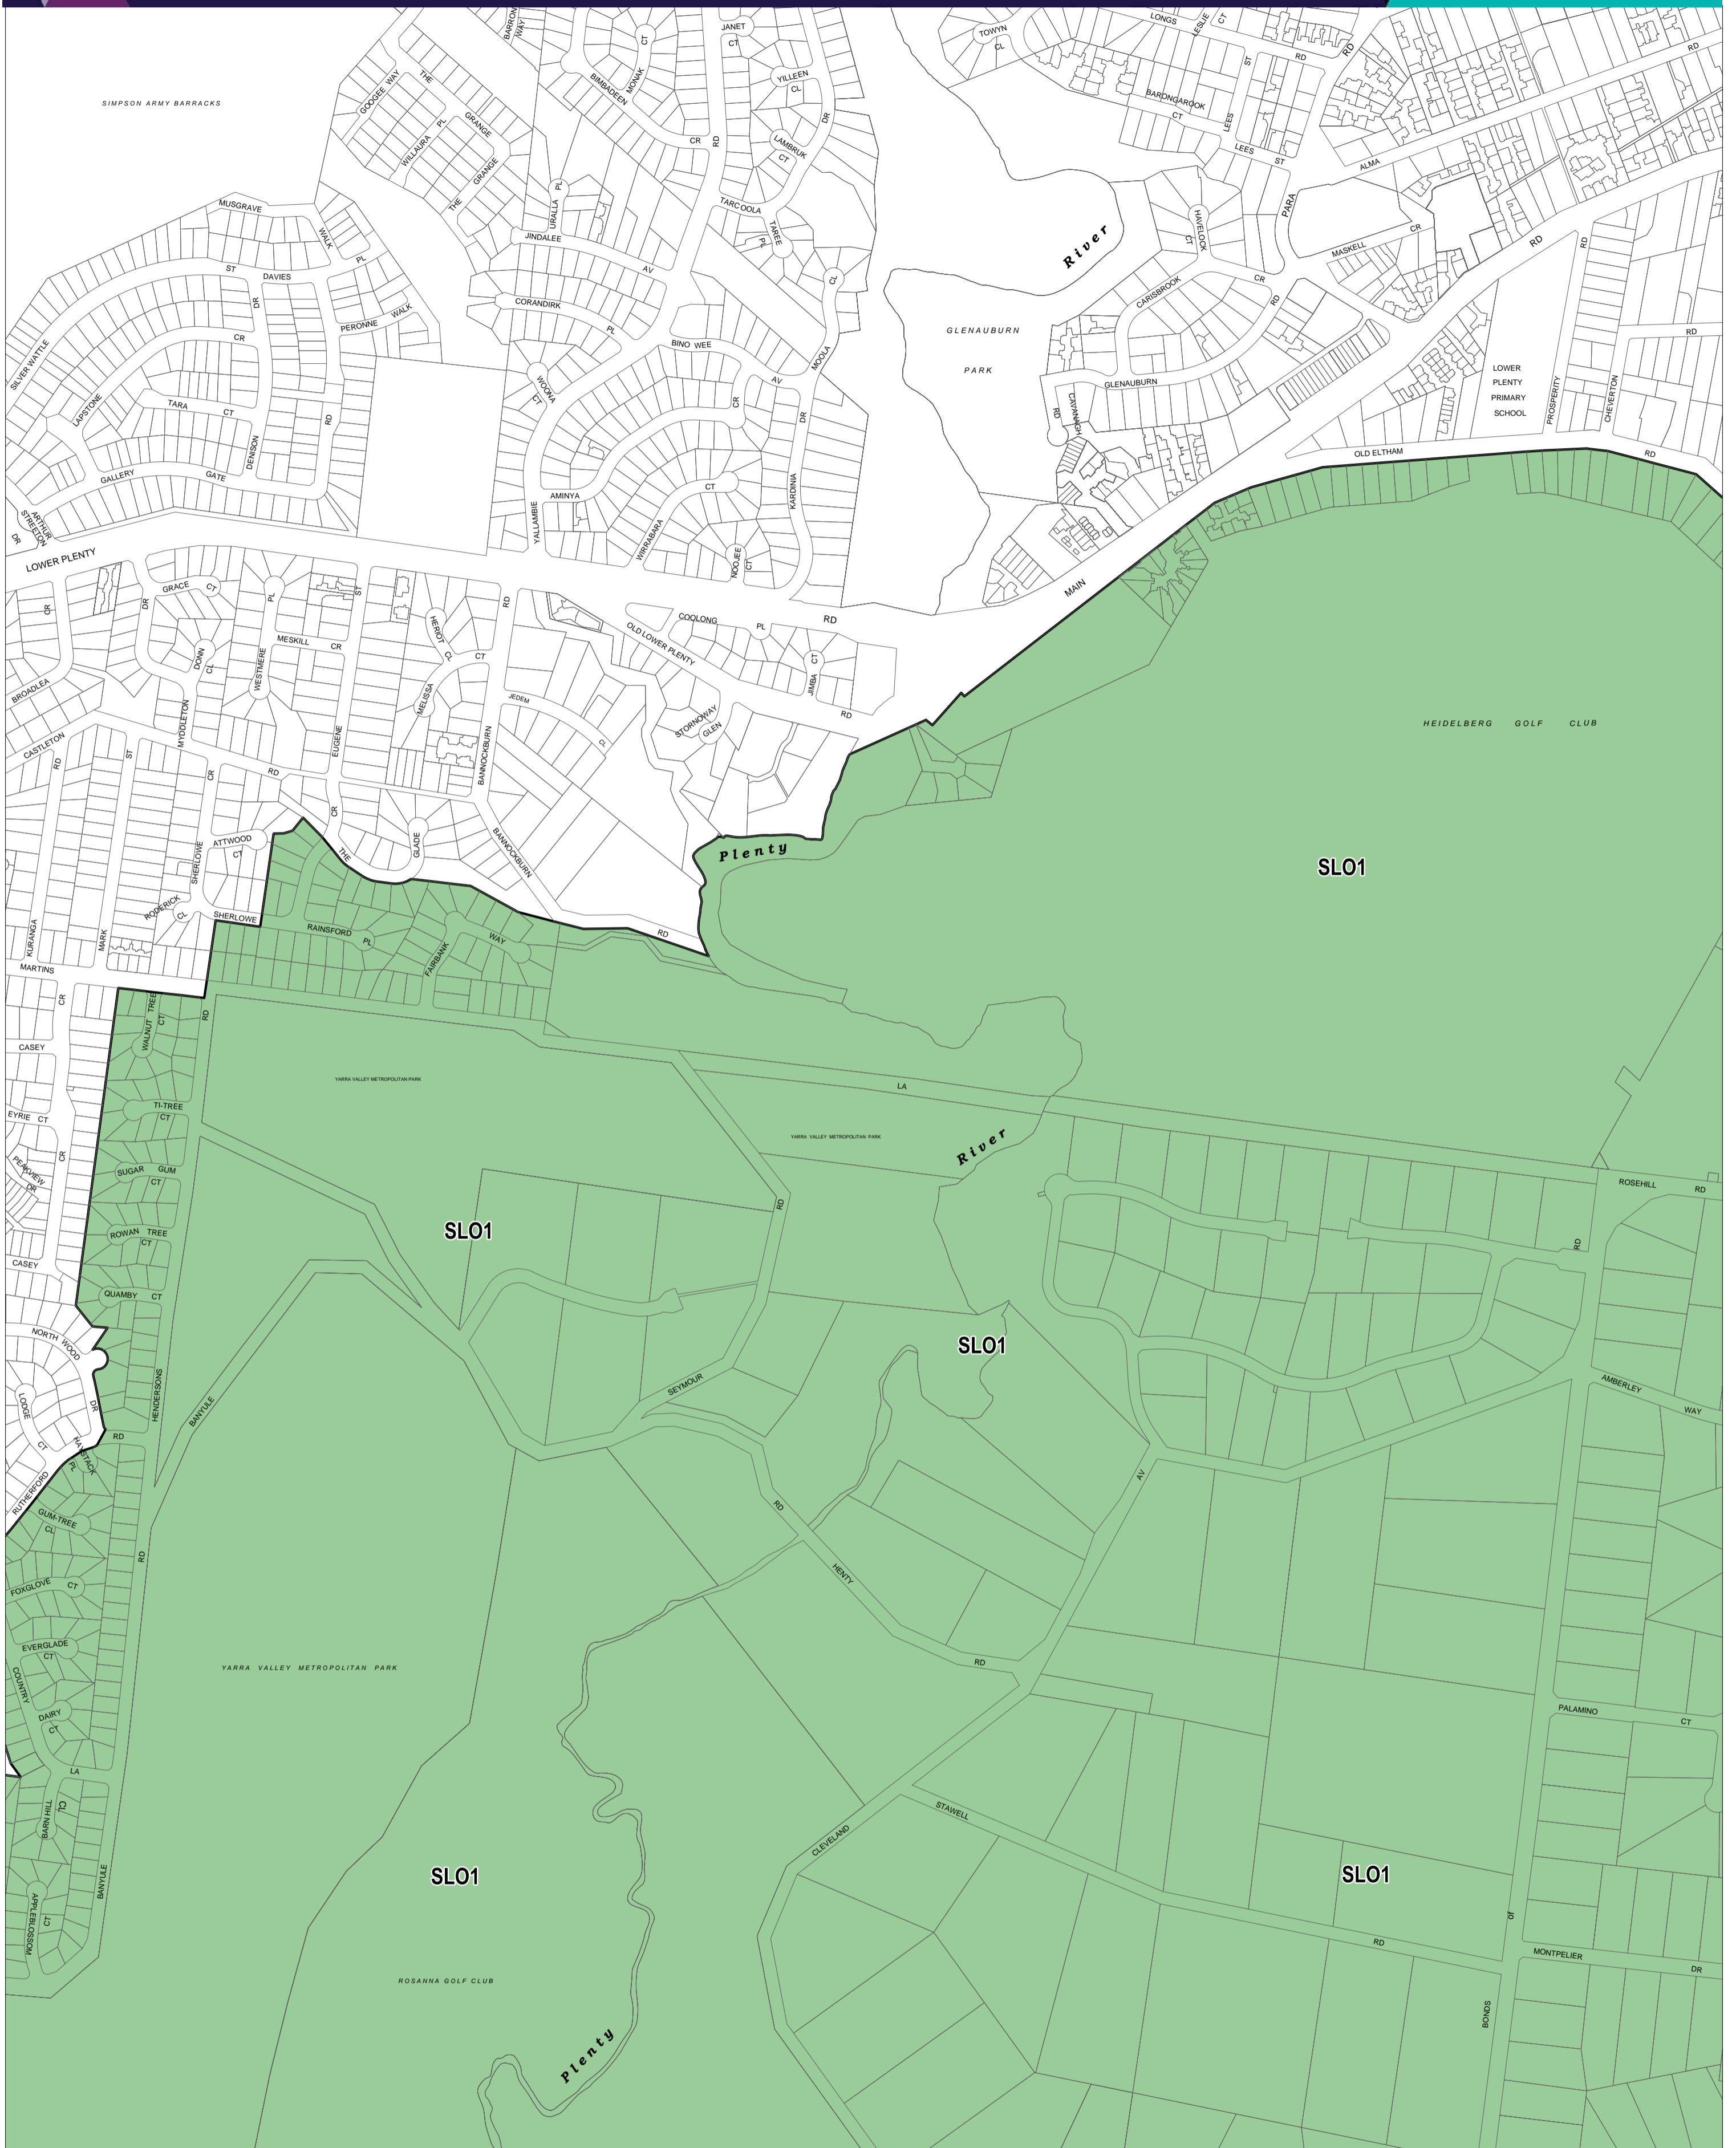 BARRON
WAY
CT
JANET
CT
TOWYN
CL
LONGS
LESLIE
CT
RD
RD
RD
SIMPSON ARMY BARRACKS
GOOGEE WAY
THE
GRANGE
BIMBADEEN
MONAK
YILLEEN
CL
ST
BARONGAROOK
CT
LEES
WILLAURA
PL
CR
RD
DR
LAMBRUK
CT
LEES
ST
ALMA
THE
GRANGE
URALLA
PL
MUSGRAVE
WALK
PL
TARCOOLA
TAREE
PL
River
HAVELOCK
CT
PARA
CR
MASKELL
RD
RD
JINDALEE
AV
ST
DAVIES
DR
CORANDIRK
PL
CL
CARISBROOK
CR
RD
PERONNE
WALK
GLENAUBURN
PARK
RD
SILVER WATTLE
CR
BINO WEE
AV
MOOLA
LOWER
PLENTY
PRIMARY
SCHOOL
WOONA
CT
GLENAUBURN
LAPSTONE
TARA
CT
RD
CR
DR
RD
CAVANAGH
PROSPERITY
CHEVERTON
DENISON
OLD ELTHAM
RD
GALLERY
GATE
AMINYA
CT
KARDINIA
YALLAMBIE
WIRRABARA
ARTHUR
STREETON
DR
LOWER PLENTY
NOOJEE
CT
MAIN
CR
DR
GRACE
CT
PL
ST
RD
COOLONG
PL
RD
OLD LOWER PLENTY
HERIOT
CL
CT
MESKILL
CR
DONN
CL
WESTMERE
JIMBA
CT
BROADLEA
MELISSA
JEDEM
CL
RD
STORNOWAY
GLEN
HEIDELBERG GOLF CLUB
CASTLETON
RD
ST
MYDDLETON
EUGENE
BANNOCKBURN
CR
RD
CR
THE
GLADE
BANNOCKBURN
ATTWOOD
CT
Plenty
SLO1
SHERLOWE
RODERICK
CL
SHERLOWE
RAINSFORD
PL
WAY
RD
KURANGA
MARK
FAIRBANK
MARTINS
CR
WALNUT TREE
CT
RD
CASEY
YARRA VALLEY METROPOLITAN PARK
LA
TI-TREE
CT
EYRIE CT
YARRA VALLEY METROPOLITAN PARK
River
CR
PEAKVIEW
DR
SUGAR GUM
CT
ROSEHILL
RD
RD
SLO1
ROWAN TREE
CT
RD
CASEY
QUAMBY CT
NORTH WOOD
SLO1
LODGE
CT
DR
HENDERSONS
BANYULE
SEYMOUR
AMBERLEY
WAY
RD
HAYSTACK
PL
AV
RUTHERFORD
GUM-TREE
CL
RD
RD
HENTY
FOXGLOVE CT
EVERGLADE
CT
COUNTRY
YARRA VALLEY METROPOLITAN PARK
RD
DAIRY
CT
PALAMINO
CT
LA
BARN HILL
CL
STAWELL
CLEVELAND
BANYULE
SLO1
SLO1
APPLEBLOSSOM
CT
of
RD
MONTPELIER
DR
ROSANNA GOLF CLUB
BONDS
Plenty